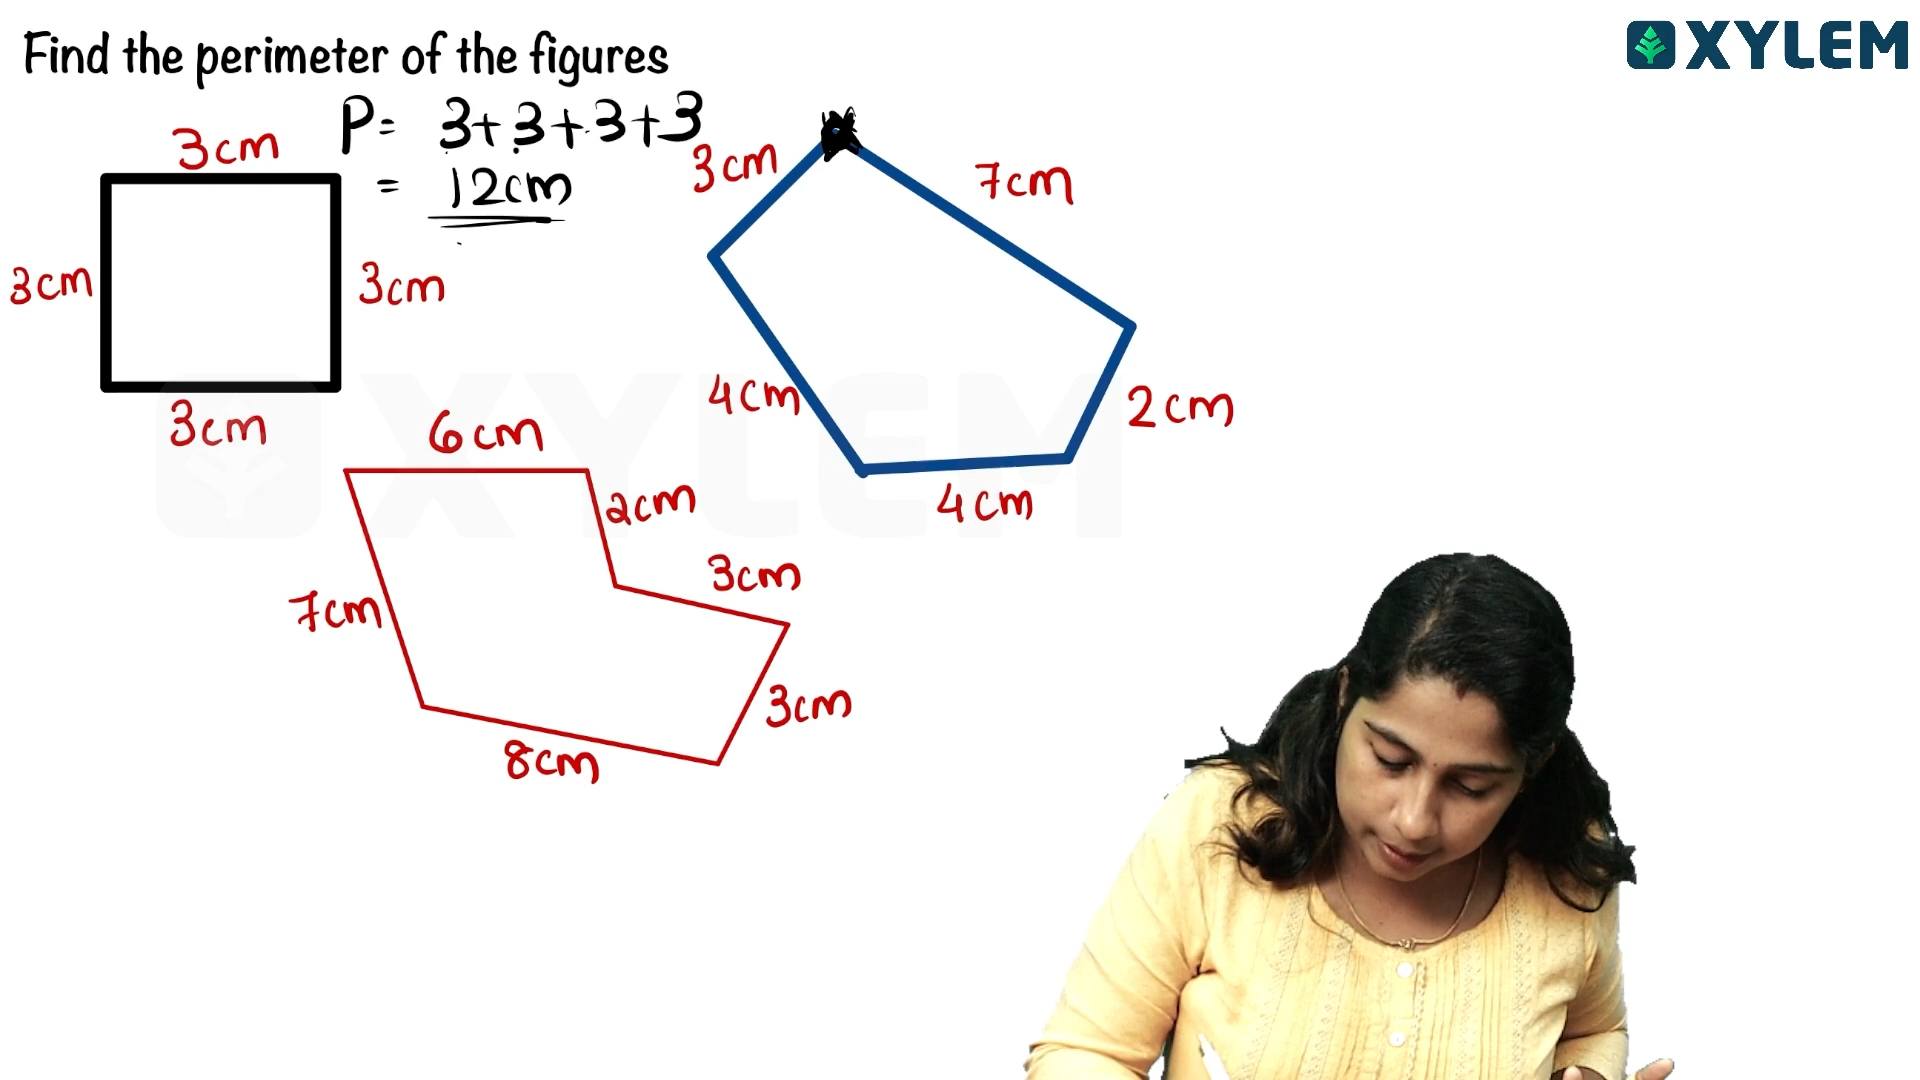 Find the perimeter of the figures
XYLEM
P= 3+3+3+3
= 12cm
3cm
3cm
3cm
3cm
3cm
7cm
4cm
2cm
4cm
6cm
2cm
3cm
7cm
3cm
8cm
XYLEM